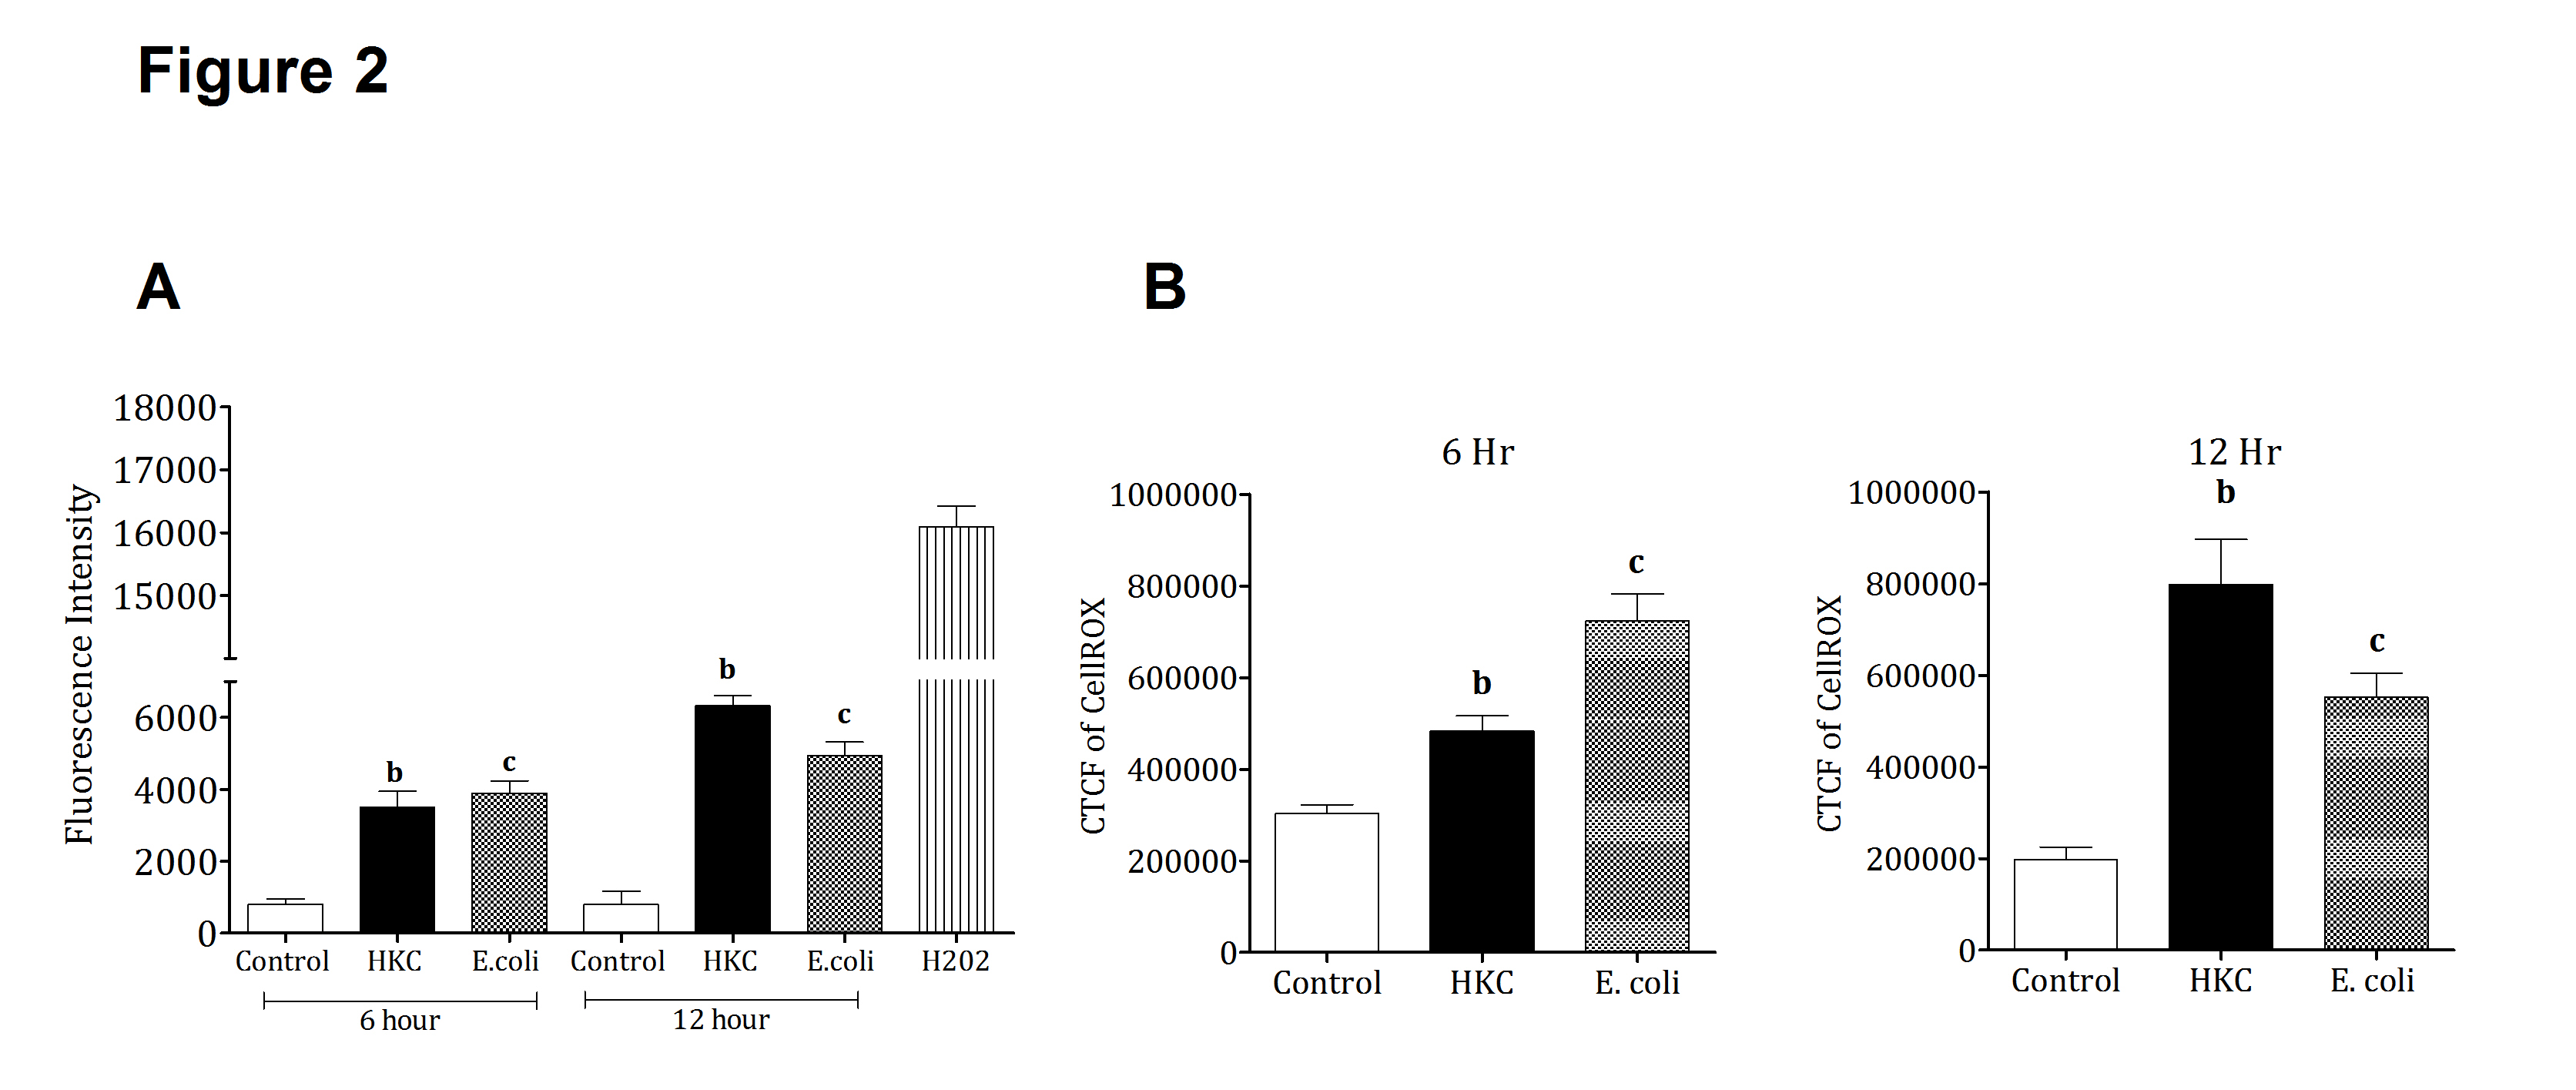 Figure 2
A
Fluorescence Intensity
18000
17000
16000
15000
6000
4000
2000
0
b
c
b
c
Control HKC E.coli Control HKC E.coli H202
6 hour 12 hour
B
6 Hr
CTCF of CellROX
1000000
800000
600000
400000
200000
0
b
c
Control HKC E. coli
12 Hr
CTCF of CellROX
1000000
800000
600000
400000
200000
0
b
c
Control HKC E. coli